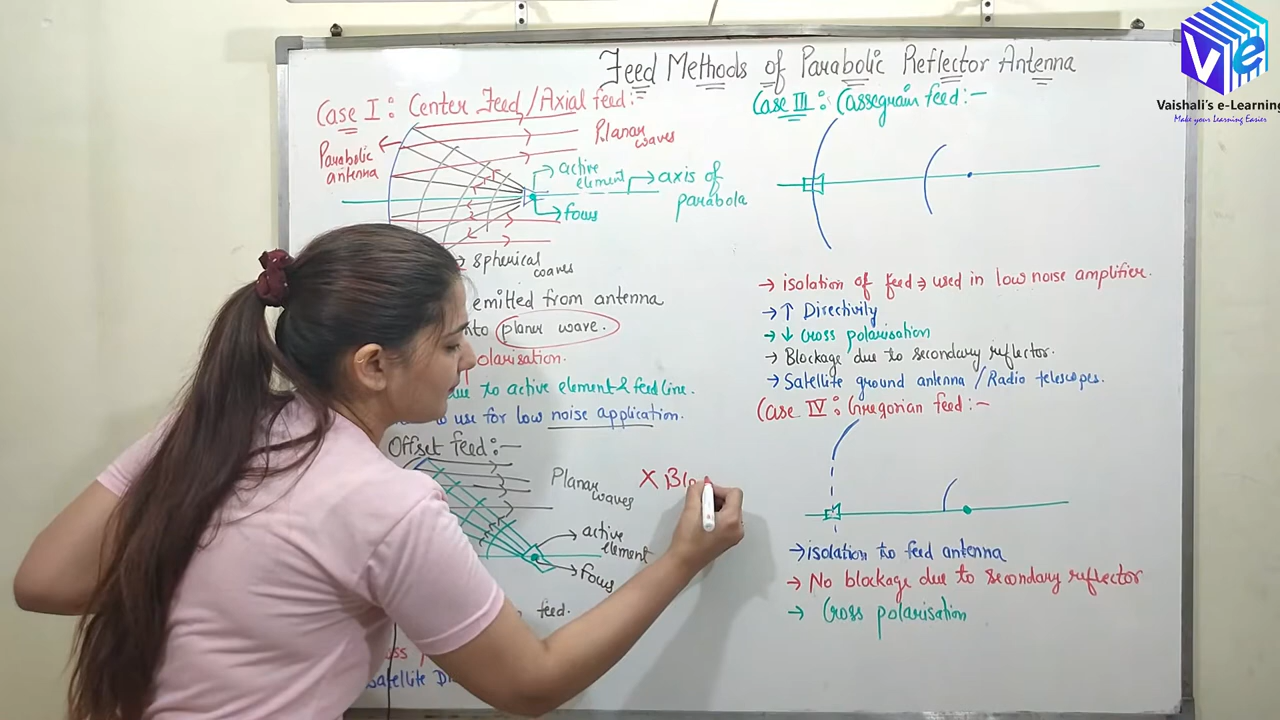 Feed Methods of Parabolic Reflector Antenna
Case I : Center Feed / Axial feed :-
Planar waves
Parabolic antenna
active element
axis of parabola
focus
→ spherical waves
emitted from antenna
planer wave.
polarisation.
due to active element & feed line.
to use for low noise application.
Offset feed :-
Planar waves
X Blo
active element
focus
feed.
Satellite
Case III : Cassegrain feed :-
→ isolation of feed → used in low noise amplifier.
→ ↑ Directivity
→ ↓ cross polarisation
→ Blockage due to secondary reflector.
→ Satellite ground antenna / Radio telescopes.
Case IV : Gregorian feed :-
→ isolation to feed antenna
→ No blockage due to secondary reflector
→ Cross polarisation
Ve
Vaishali's e-Learning
Make your Learning Easier